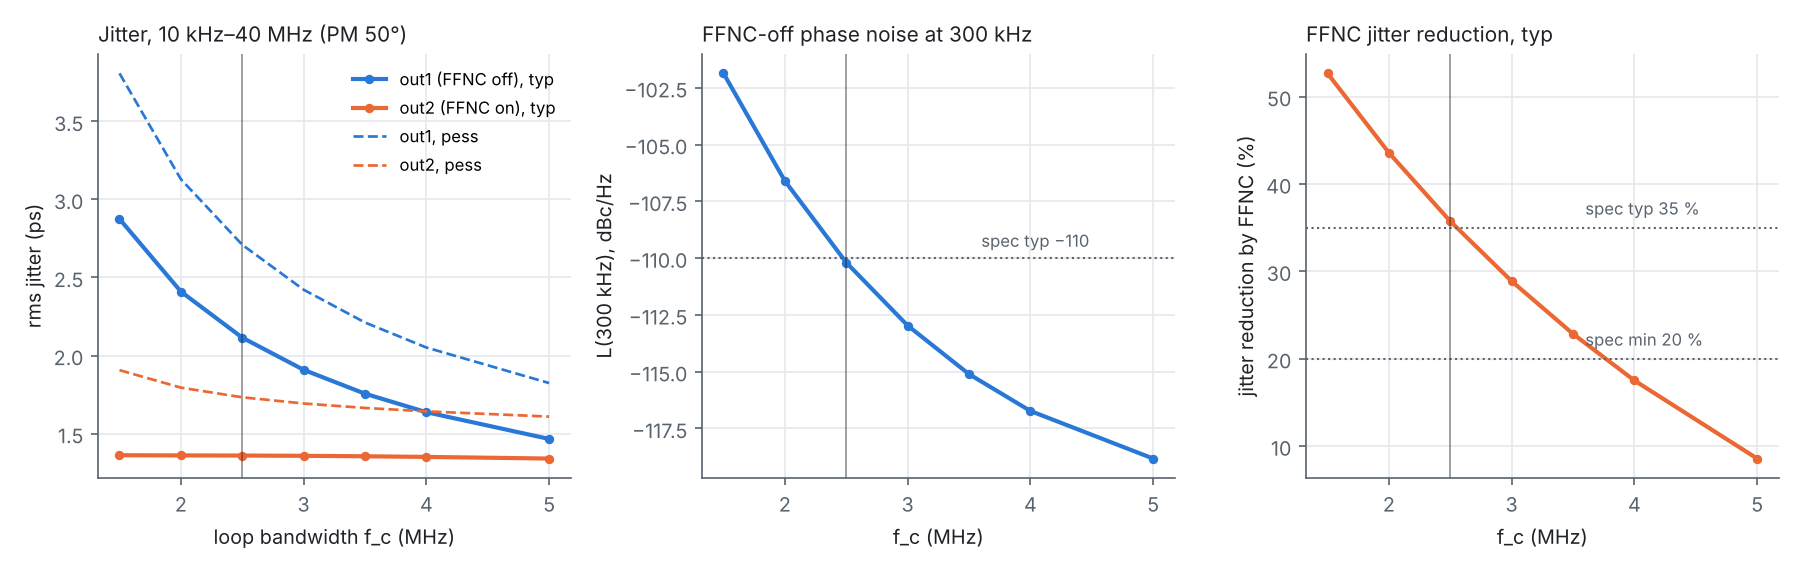 Jitter, 10 kHz–40 MHz (PM 50°)
rms jitter (ps)
3.5
3.0
2.5
2.0
1.5
out1 (FFNC off), typ
out2 (FFNC on), typ
out1, pess
out2, pess
2
3
4
5
loop bandwidth f_c (MHz)
FFNC-off phase noise at 300 kHz
L(300 kHz), dBc/Hz
−102.5
−105.0
−107.5
−110.0
−112.5
−115.0
−117.5
spec typ −110
2
3
4
5
f_c (MHz)
FFNC jitter reduction, typ
jitter reduction by FFNC (%)
50
40
30
20
10
spec typ 35 %
spec min 20 %
2
3
4
5
f_c (MHz)